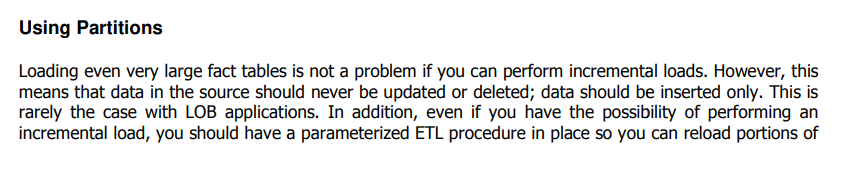 Using Partitions
Loading even very large fact tables is not a problem if you can perform incremental loads. However, this
means that data in the source should never be updated or deleted; data should be inserted only. This is
rarely the case with LOB applications. In addition, even if you have the possibility of performing an
incremental load, you should have a parameterized ETL procedure in place so you can reload portions of